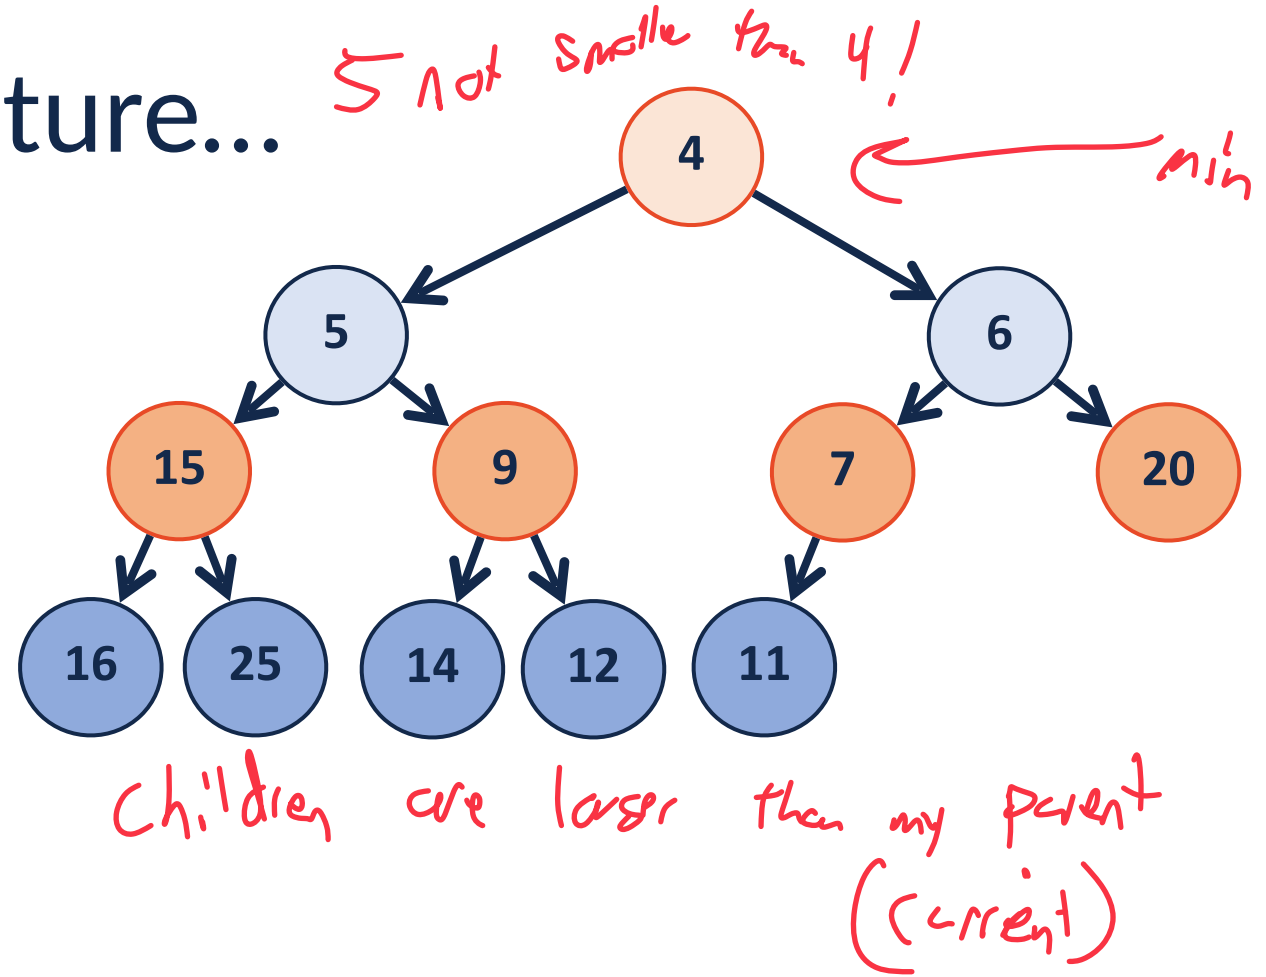 5 not smaller than 4!
ture...
4
min
5 6
15 9 7 20
16 25 14 12 11
Children are larger than my parent
(current)